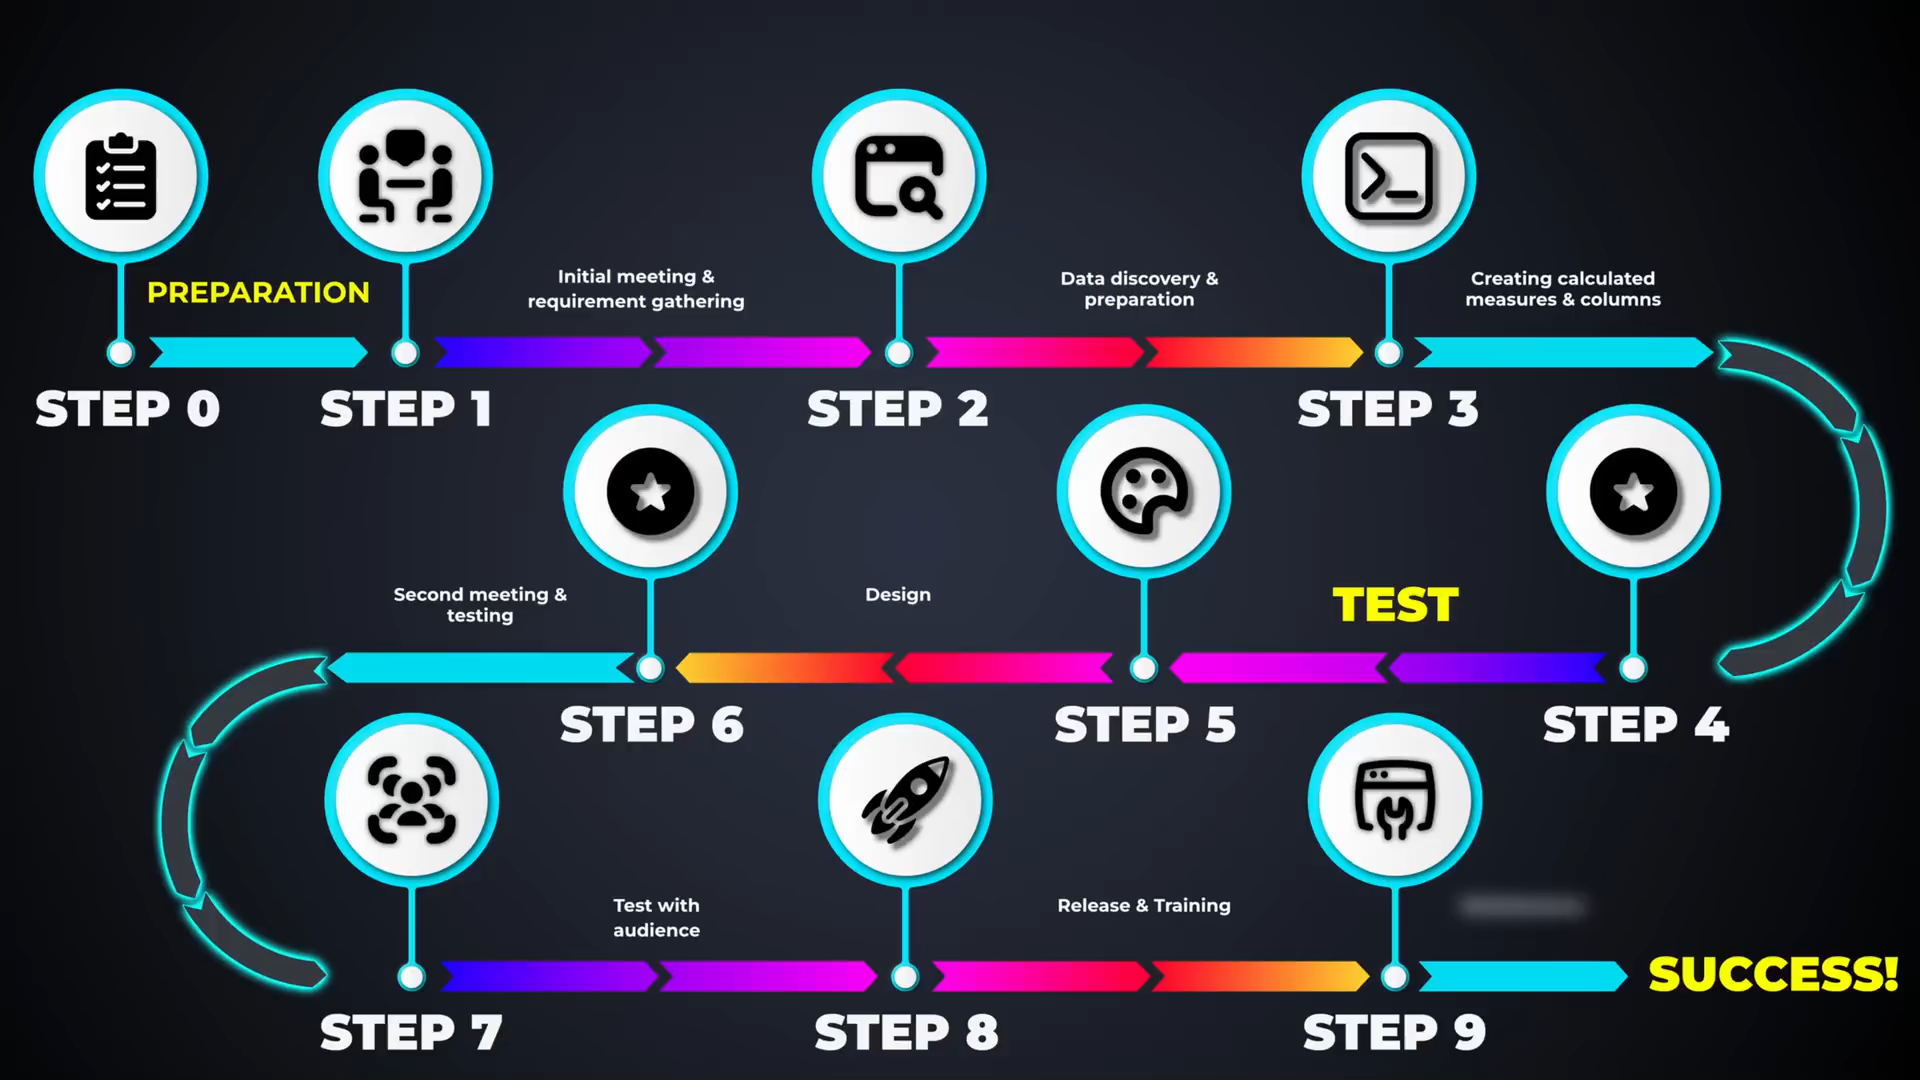 PREPARATION
Initial meeting &
requirement gathering
Data discovery &
preparation
Creating calculated
measures & columns
STEP 0
STEP 1
STEP 2
STEP 3
TEST
Design
Second meeting &
testing
STEP 4
STEP 5
STEP 6
Test with
audience
Release & Training
SUCCESS!
STEP 7
STEP 8
STEP 9